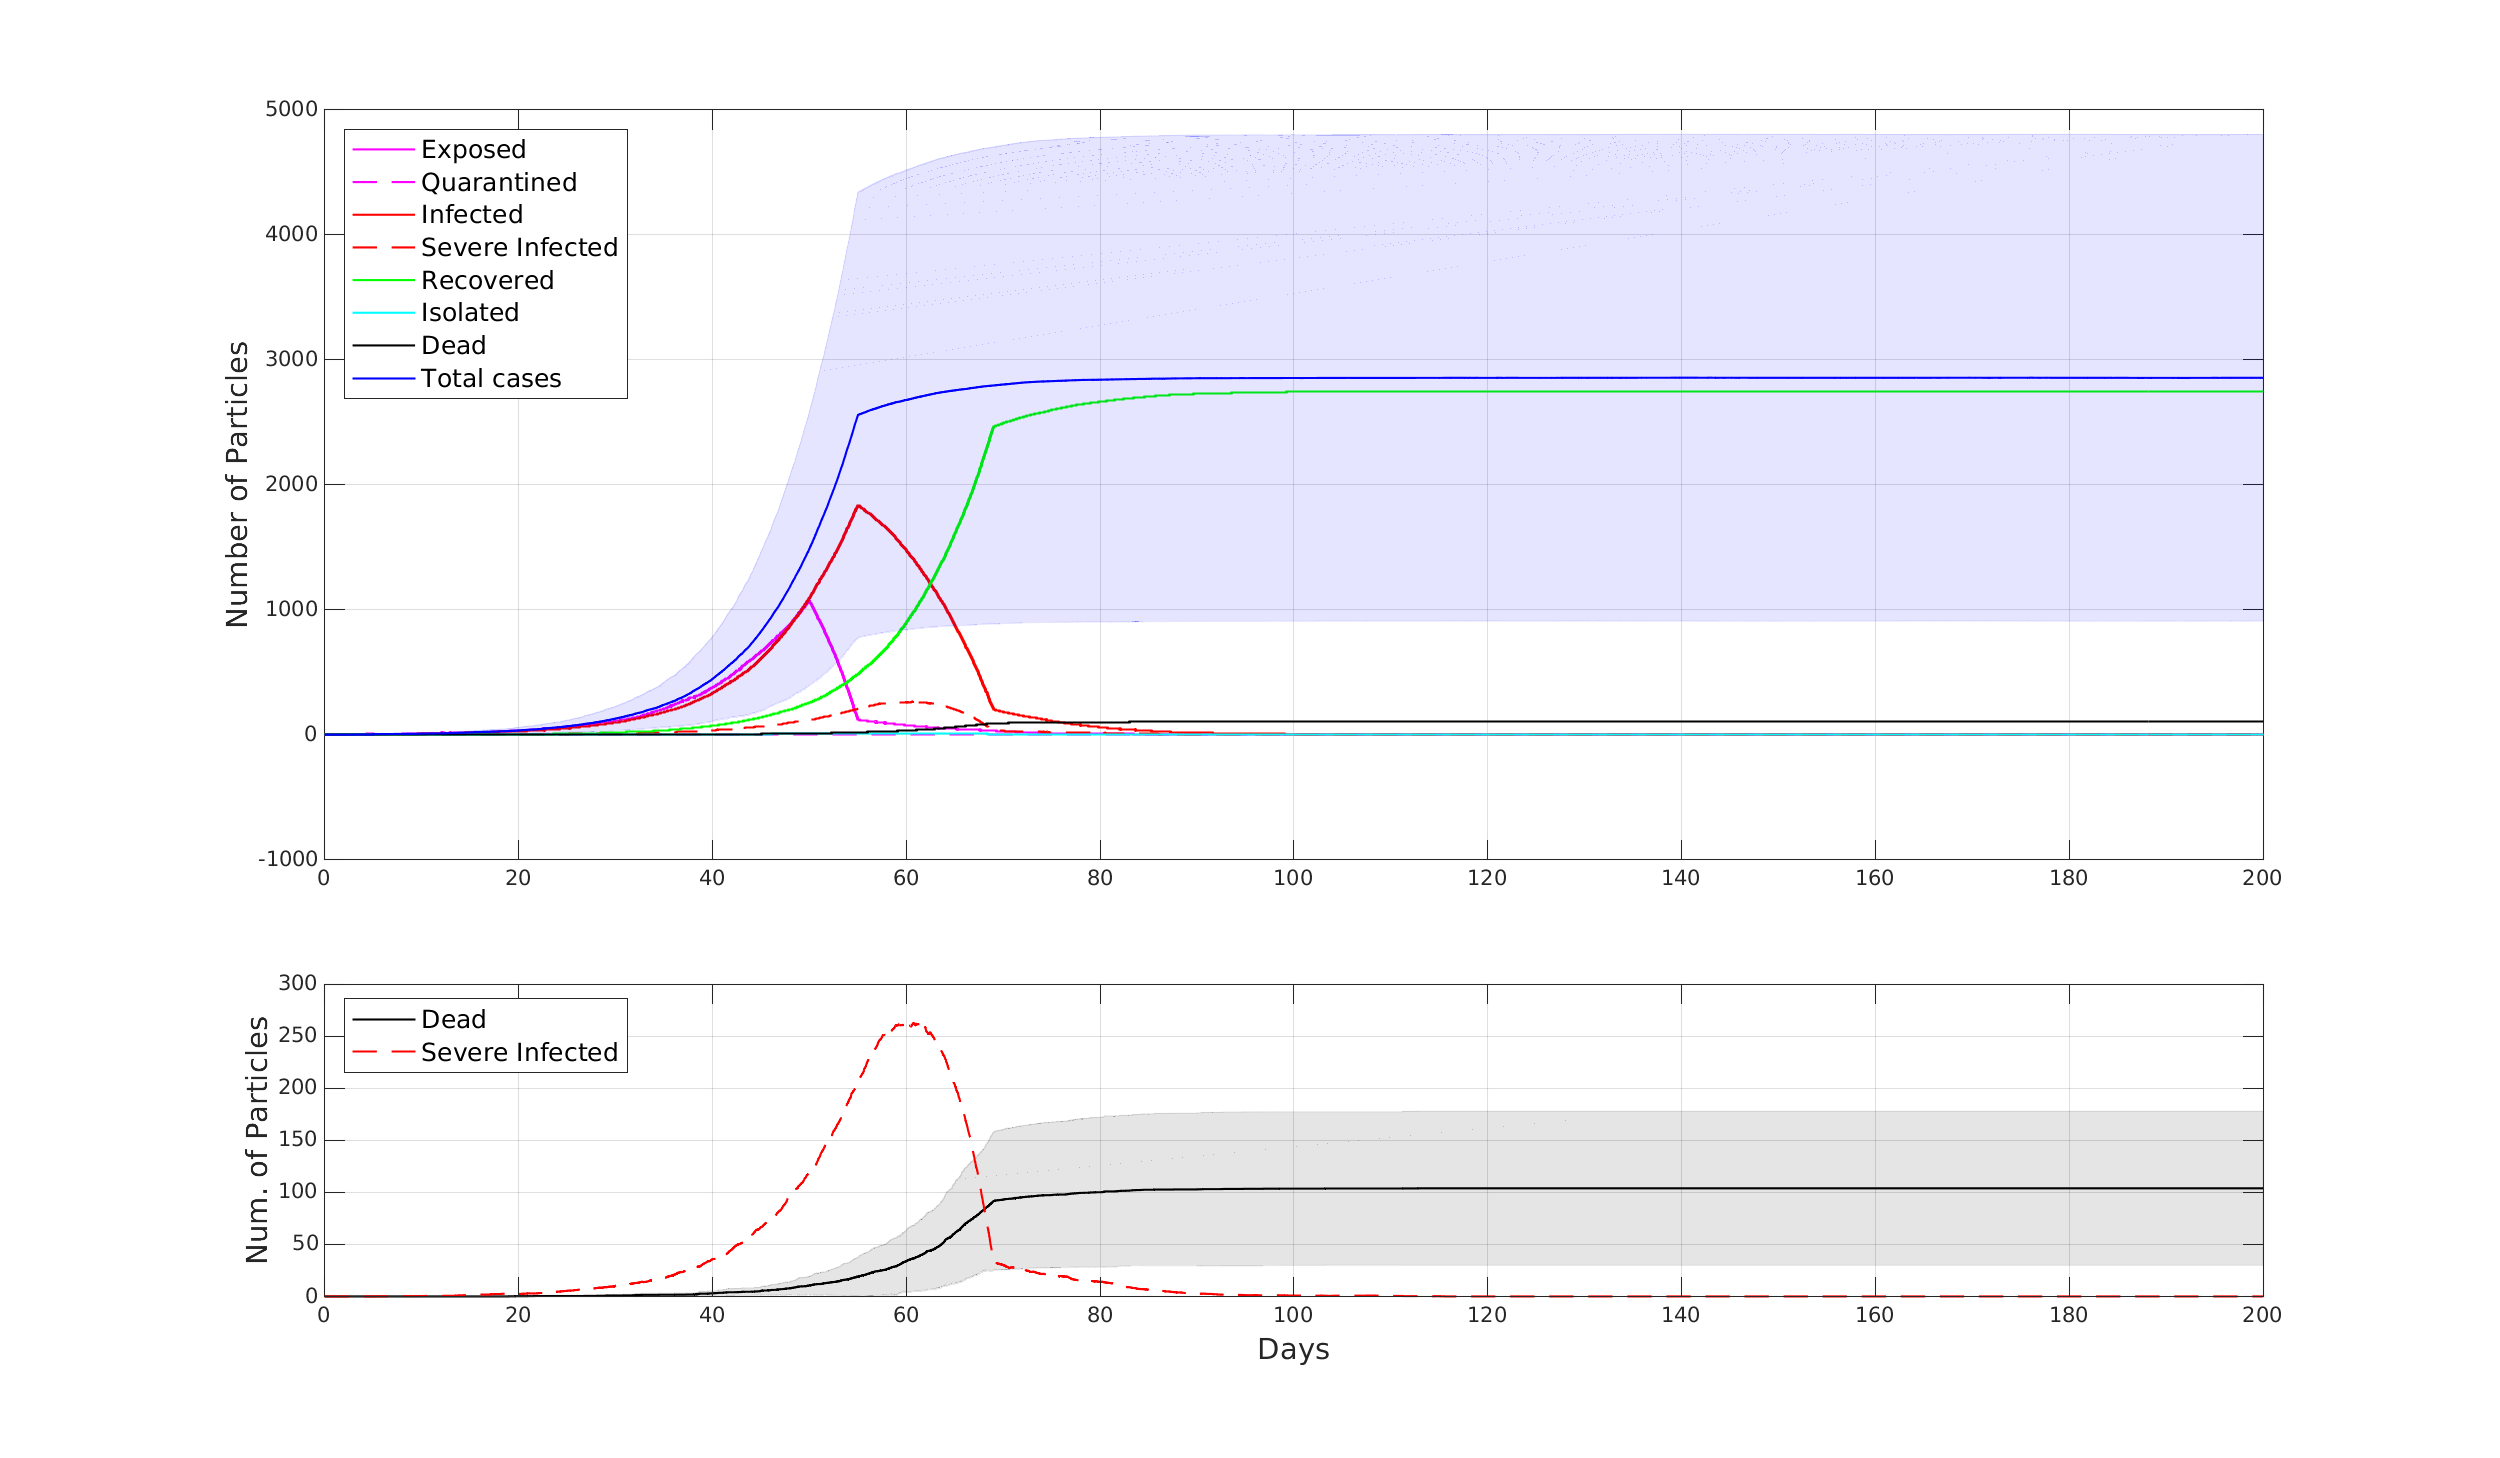 5000
4000
3000
2000
1000
0
-1000
Number of Particles
Exposed
Quarantined
Infected
Severe Infected
Recovered
Isolated
Dead
Total cases
0 20 40 60 80 100 120 140 160 180 200
300
250
200
150
100
50
0
Num. of Particles
Dead
Severe Infected
0 20 40 60 80 100 120 140 160 180 200
Days